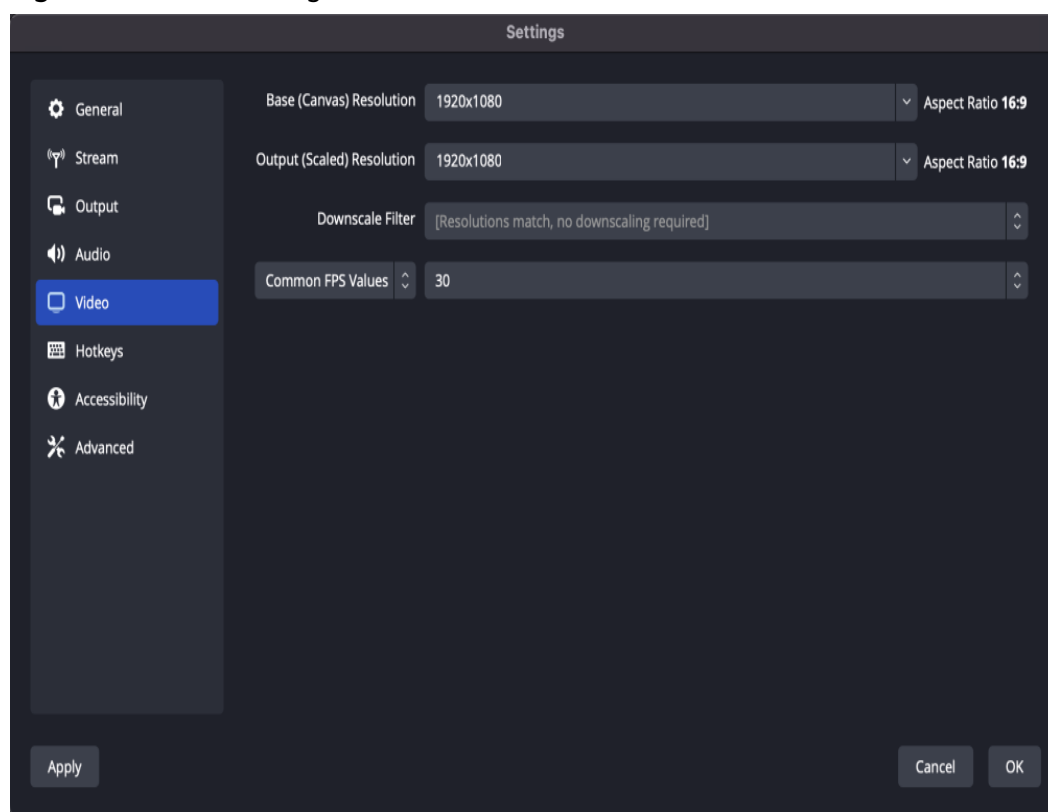 Settings
General
Stream
Output
Audio
Video
Hotkeys
Accessibility
Advanced
Base (Canvas) Resolution 1920x1080 Aspect Ratio 16:9
Output (Scaled) Resolution 1920x1080 Aspect Ratio 16:9
Downscale Filter [Resolutions match, no downscaling required]
Common FPS Values 30
Apply Cancel OK